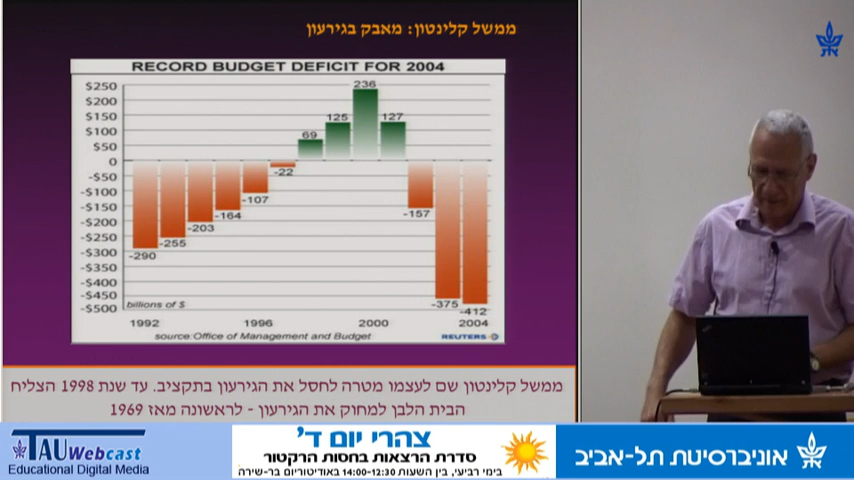 ממשל קלינטון: מאבק בגירעון
RECORD BUDGET DEFICIT FOR 2004
$250
$200
$150
$100
$50
0
-$50
-$100
-$150
-$200
-$250
-$300
-$350
-$400
-$450
-$500
-290
-255
-203
-164
-107
-22
69
125
236
127
-157
-375
-412
billions of $
1992 1996 2000 2004
source:Office of Management and Budget
REUTERS
ממשל קלינטון שם לעצמו מטרה לחסל את הגירעון בתקציב. עד שנת 1998 הצליח
הבית הלבן למחוק את הגירעון - לראשונה מאז 1969
TAU Webcast
Educational Digital Media
צהרי יום ד'
סדרת הרצאות בחסות הרקטור
בימי רביעי, בין השעות 14:00-12:30 באודיטוריום בר-שירה
אוניברסיטת תל-אביב